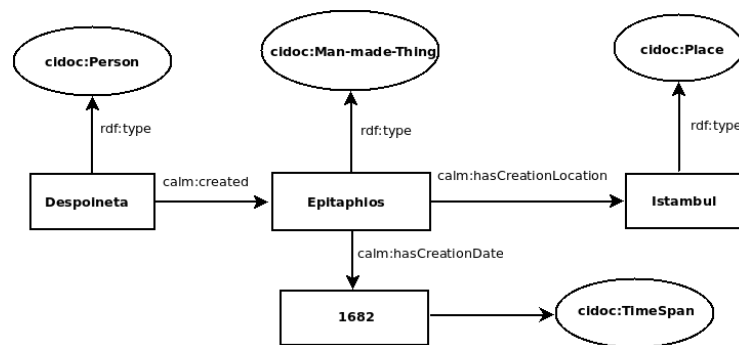 cidoc:Person
cidoc:Man-made-Thing
cidoc:Place
rdf:type
rdf:type
rdf:type
Despoineta
calm:created
Epitaphios
calm:hasCreationLocation
Istambul
calm:hasCreationDate
1682
cidoc:TimeSpan